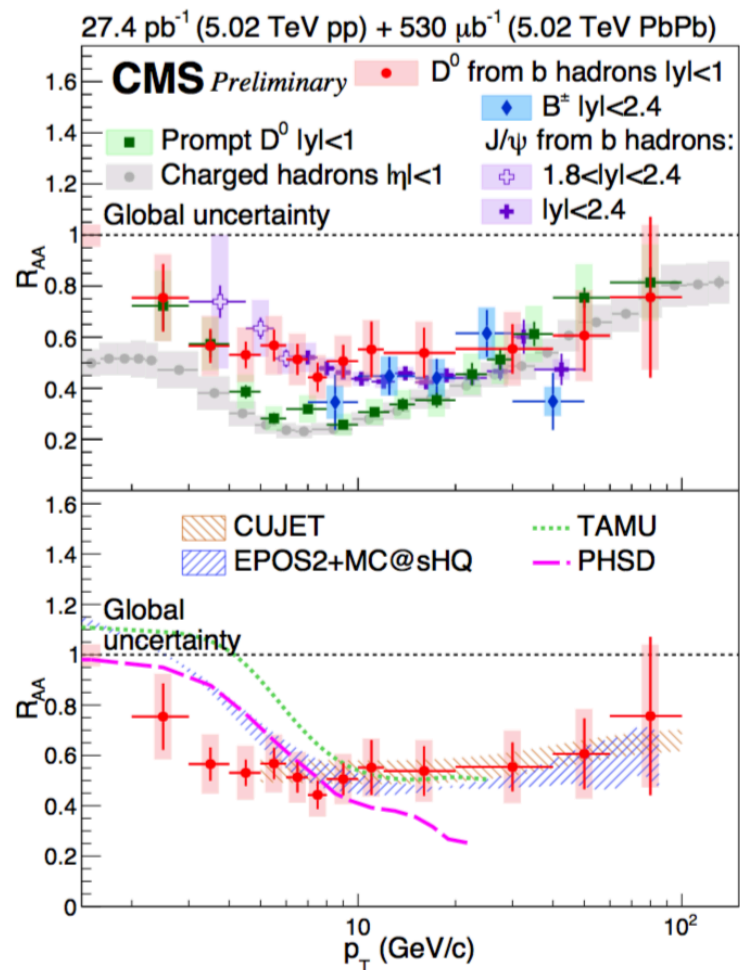 27.4 pb⁻¹ (5.02 TeV pp) + 530 μb⁻¹ (5.02 TeV PbPb)
CMS Preliminary
D⁰ from b hadrons |y|<1
B± |y|<2.4
Prompt D⁰ |y|<1
J/ψ from b hadrons:
Charged hadrons |η|<1
1.8<|y|<2.4
Global uncertainty
|y|<2.4
R_AA
1.6
1.4
1.2
1
0.8
0.6
0.4
0.2
CUJET
TAMU
EPOS2+MC@sHQ
PHSD
Global
uncertainty
R_AA
1.6
1.4
1.2
1
0.8
0.6
0.4
0.2
0
10
10²
p_T (GeV/c)